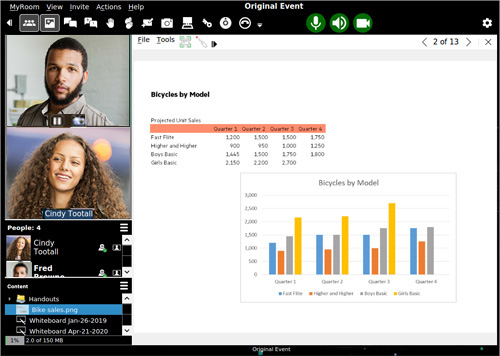 Original Event
MyRoom View Invite Actions Help
File Tools
2 of 13
Bicycles by Model
Projected Unit Sales
Quarter 1 Quarter 2 Quarter 3 Quarter 4
Fast Flite 1,200 1,500 1,500 1,750
Higher and Higher 900 950 1,000 1,250
Boys Basic 1,445 1,500 1,750 1,800
Girls Basic 2,150 2,200 2,700
Bicycles by Model
3,000
2,500
2,000
1,500
1,000
500
0
Quarter 1 Quarter 2 Quarter 3 Quarter 4
Fast Flite Higher and Higher Boys Basic Girls Basic
Cindy Tootall
People: 4
Cindy
Tootall
Fred
Content
Handouts
Bike sales.png
Whiteboard Jan-26-2019
Whiteboard Apr-21-2020
1% 2.0 of 150 MB
Original Event